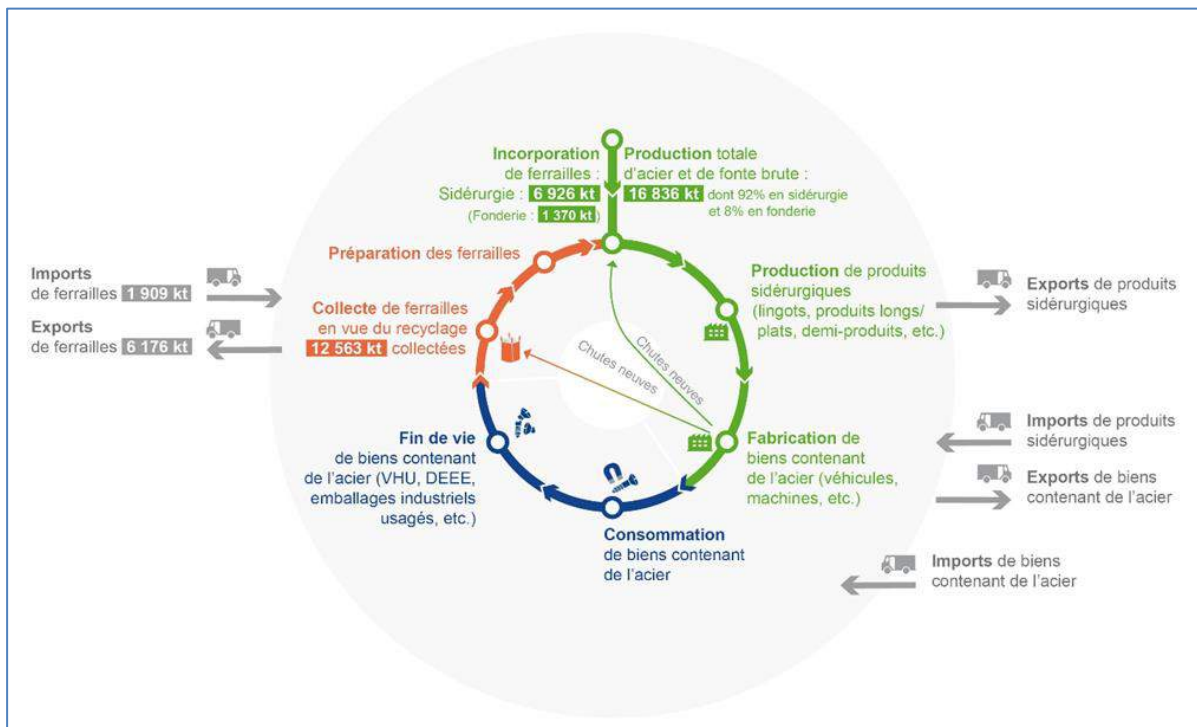 Incorporation
de ferrailles :
Sidérurgie : 6 926 kt
(Fonderie : 1 370 kt)
Production totale
d'acier et de fonte brute :
16 836 kt dont 92% en sidérurgie
et 8% en fonderie
Préparation des ferrailles
Imports
de ferrailles 1 909 kt
Exports
de ferrailles 6 176 kt
Collecte de ferrailles
en vue du recyclage
12 563 kt collectées
Production de produits
sidérurgiques
(lingots, produits longs/
plats, demi-produits, etc.)
Exports de produits
sidérurgiques
Chutes neuves
Chutes neuves
Fin de vie
de biens contenant
de l'acier (VHU, DEEE,
emballages industriels
usagés, etc.)
Fabrication de
biens contenant
de l'acier (véhicules,
machines, etc.)
Imports de produits
sidérurgiques
Exports de biens
contenant de l'acier
Consommation
de biens contenant
de l'acier
Imports de biens
contenant de l'acier